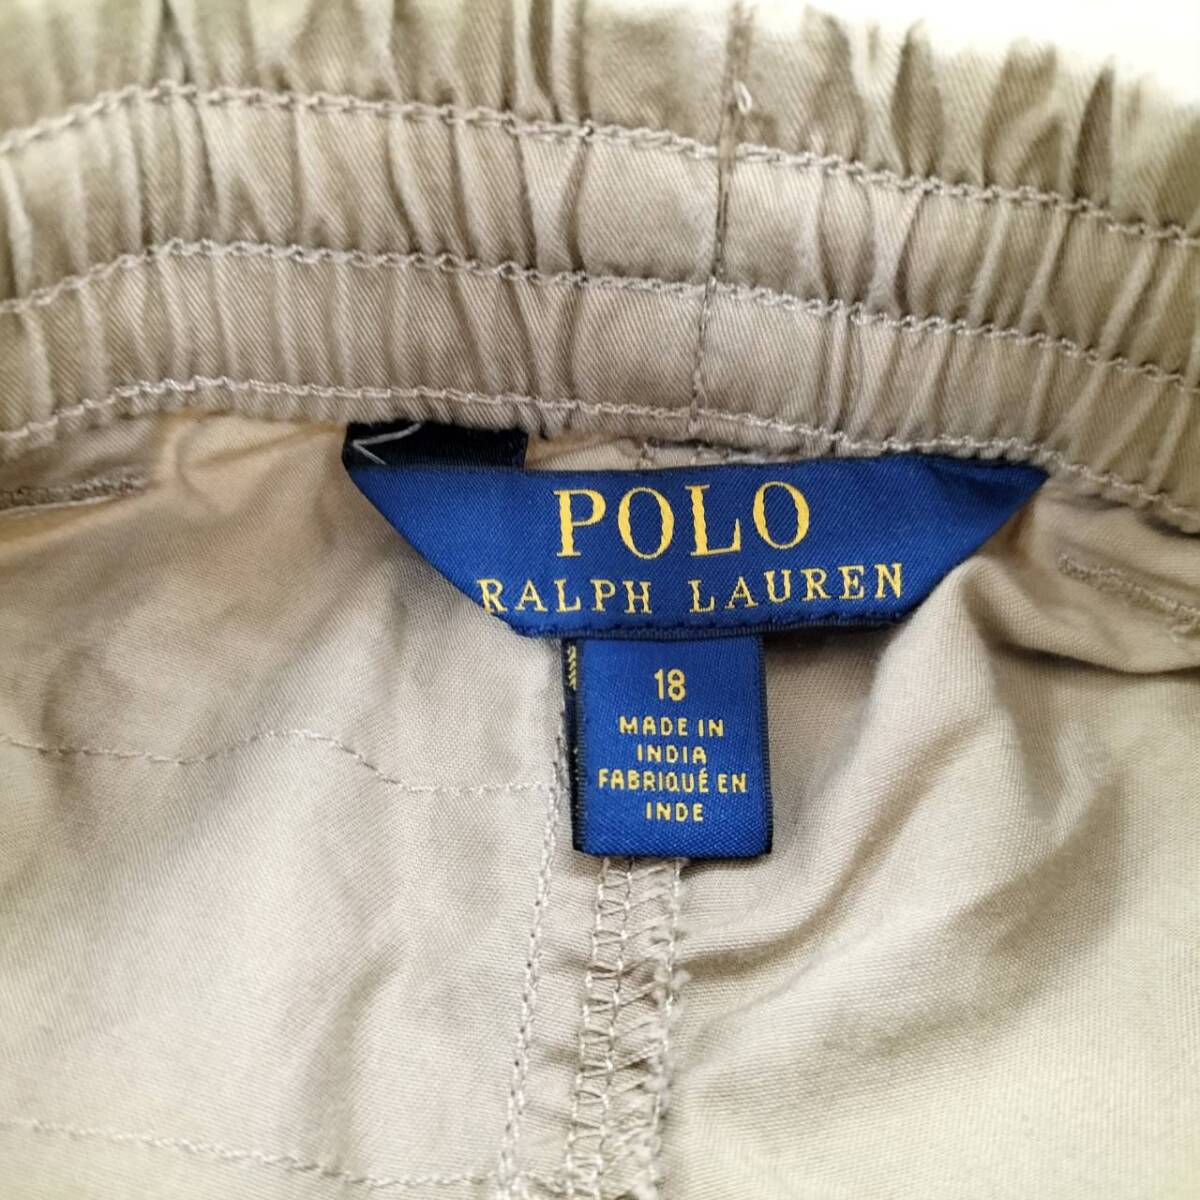 POLO
RALPH LAUREN
18
MADE IN
INDIA
FABRIQUÉ EN
INDE